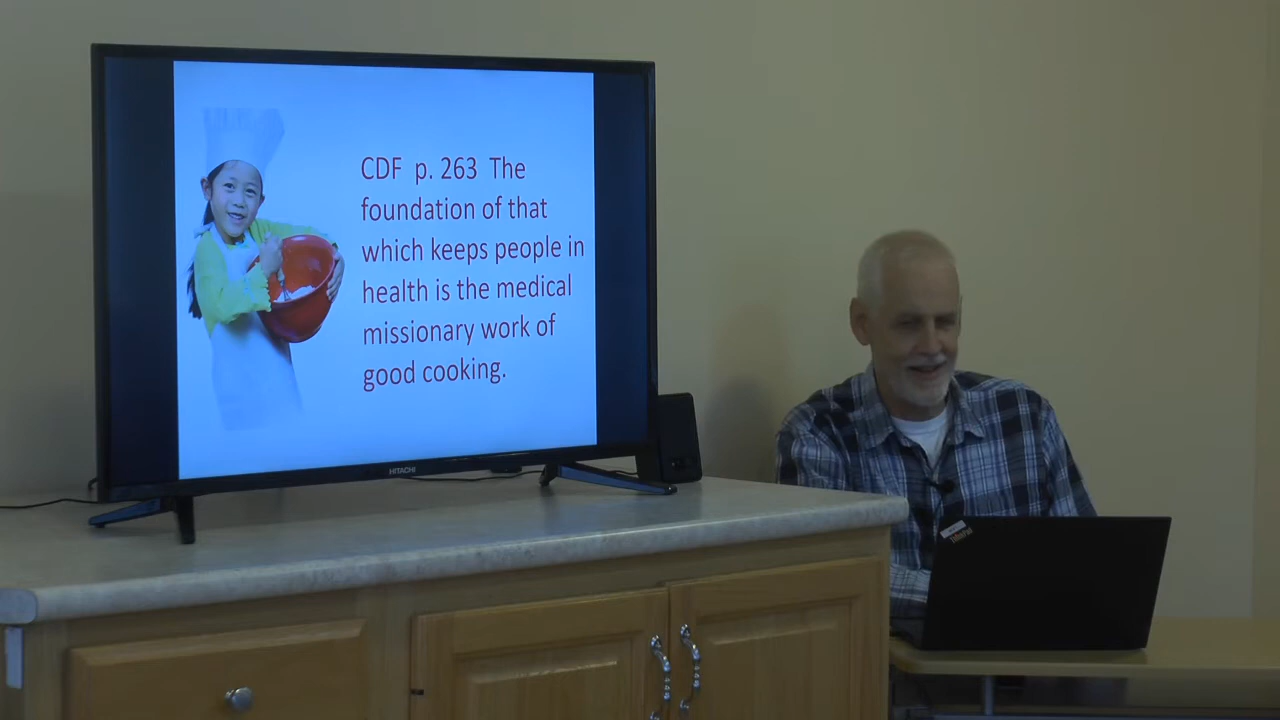 CDF p. 263 The
foundation of that
which keeps people in
health is the medical
missionary work of
good cooking.
HITACHI
ThinkPad